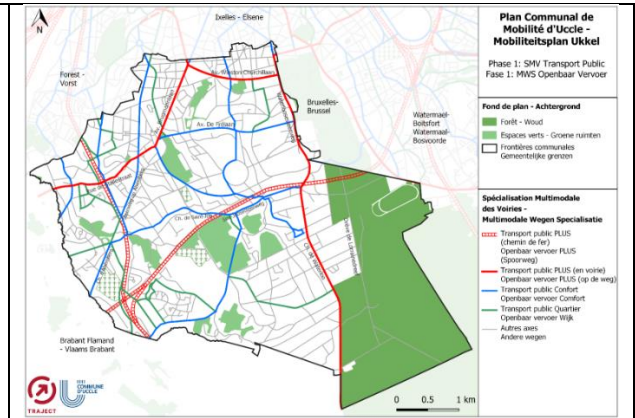 Plan Communal de
Mobilité d'Uccle -
Mobiliteitsplan Ukkel
Phase 1: SMV Transport Public
Fase 1: MWS Openbaar Vervoer
Fond de plan - Achtergrond
Forêt - Woud
Espaces verts - Groene ruimten
Frontières communales
Gemeentelijke grenzen
Spécialisation Multimodale
des Voiries -
Multimodale Wegen Specialisatie
Transport public PLUS
(chemin de fer)
Openbaar vervoer PLUS
(Spoorweg)
Transport public PLUS (en voirie)
Openbaar vervoer PLUS (op de weg)
Transport public Confort
Openbaar vervoer Comfort
Transport public Quartier
Openbaar vervoer Wijk
Autres axes
Andere wegen
N
Ixelles - Elsene
Forest -
Vorst
Bruxelles-
Brussel
Watermael-
Boitsfort
Watermaal-
Bosvoorde
Av. Winston Churchill
Av. De Fré
Brabant Flamand
- Vlaams Brabant
TRAJECT
COMMUNE
D'UCCLE
0 0.5 1 km